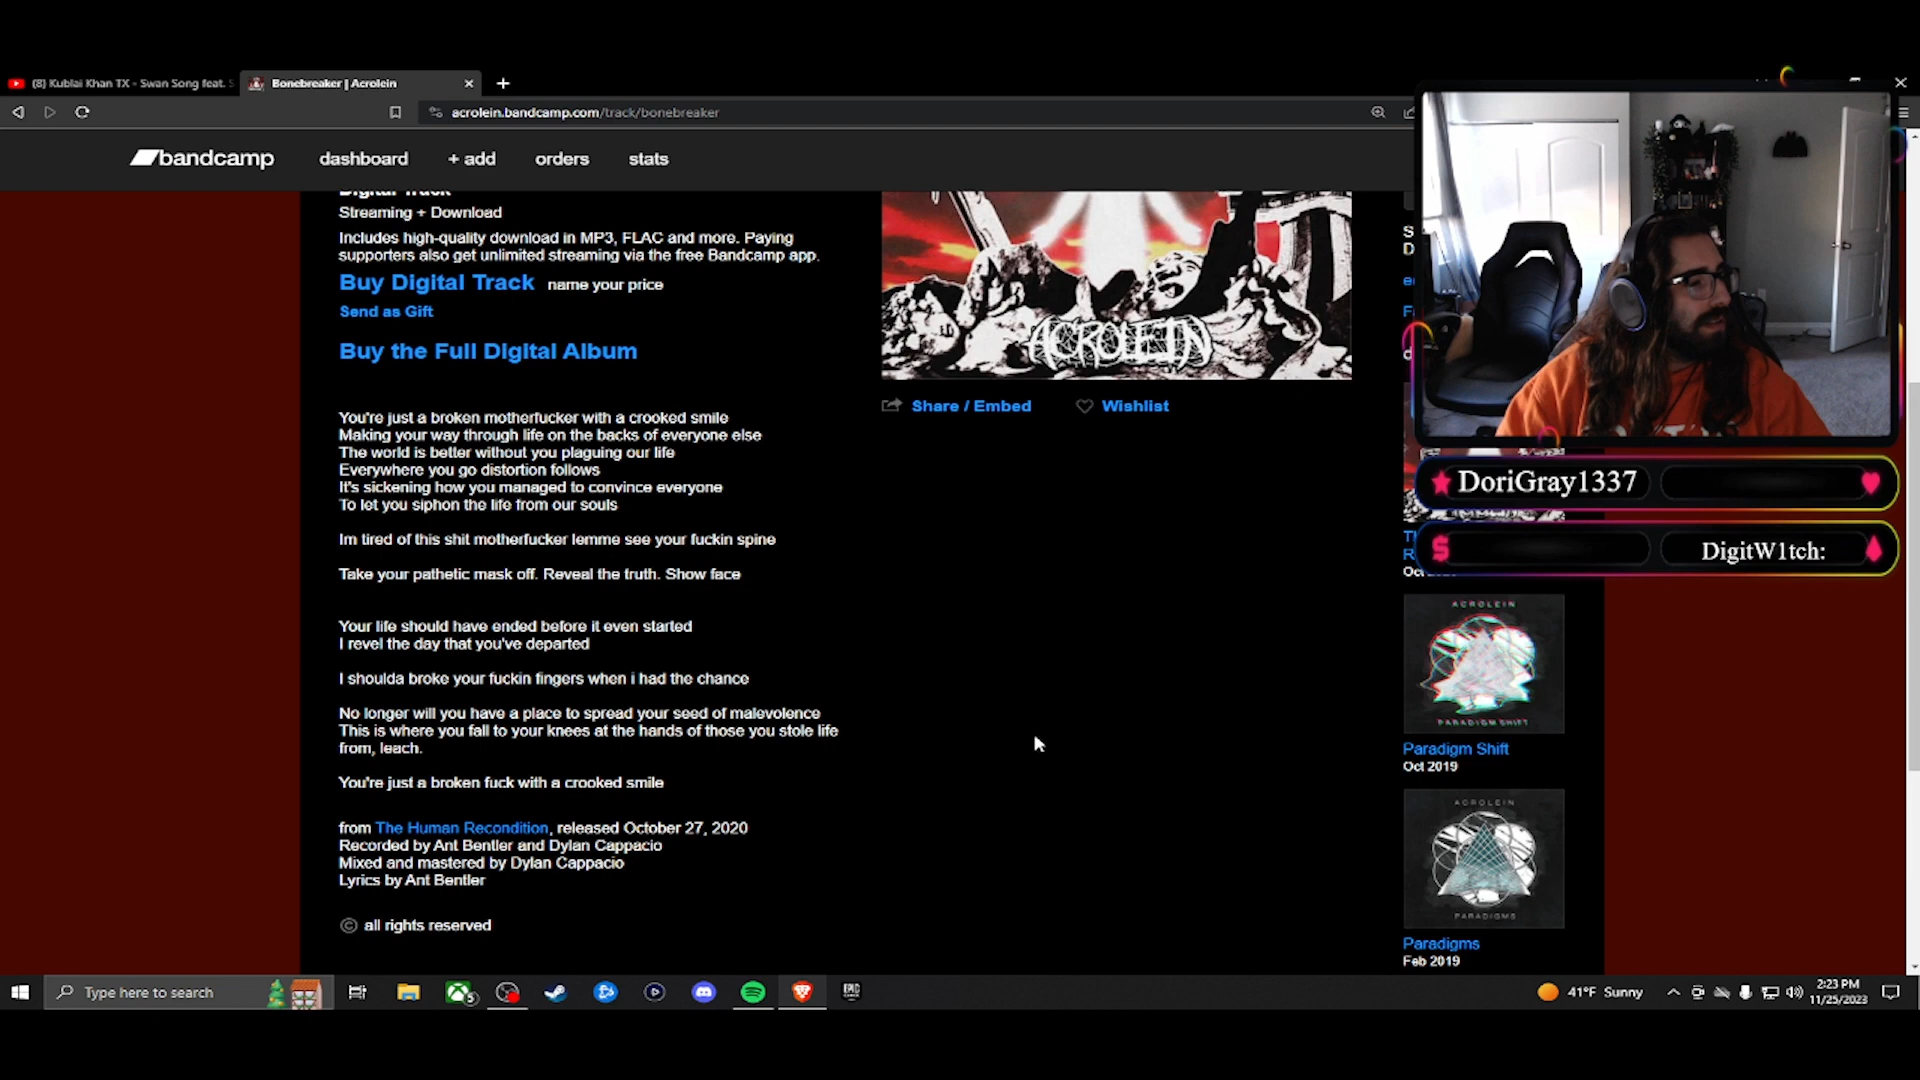 (8) Kublai Khan TX - Swan Song feat.
Bonebreaker | Acrolein
acrolein.bandcamp.com/track/bonebreaker
bandcamp
dashboard
+ add
orders
stats
Digital Track
Streaming + Download
Includes high-quality download in MP3, FLAC and more. Paying
supporters also get unlimited streaming via the free Bandcamp app.
Buy Digital Track name your price
Send as Gift
Buy the Full Digital Album
You're just a broken motherfucker with a crooked smile
Making your way through life on the backs of everyone else
The world is better without you plaguing our life
Everywhere you go distortion follows
It's sickening how you managed to convince everyone
To let you siphon the life from our souls
Im tired of this shit motherfucker lemme see your fuckin spine
Take your pathetic mask off. Reveal the truth. Show face
Your life should have ended before it even started
I revel the day that you've departed
I shoulda broke your fuckin fingers when i had the chance
No longer will you have a place to spread your seed of malevolence
This is where you fall to your knees at the hands of those you stole life
from, leach.
You're just a broken fuck with a crooked smile
from The Human Recondition, released October 27, 2020
Recorded by Ant Bentler and Dylan Cappacio
Mixed and mastered by Dylan Cappacio
Lyrics by Ant Bentler
© all rights reserved
ACROLEIN
Share / Embed
Wishlist
DoriGray1337
$
DigitW1tch:
ACROLEIN
PARADIGM SHIFT
Paradigm Shift
Oct 2019
ACROLEIN
PARADIGMS
Paradigms
Feb 2019
Type here to search
5
EPIC
41°F Sunny
2:23 PM
11/25/2023